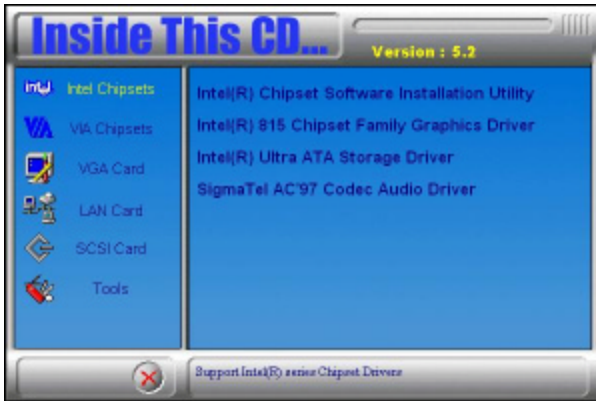 Inside This CD...
Version : 5.2
intel Intel Chipsets
VIA VIA Chipsets
VGA Card
LAN Card
SCSI Card
Tools
Intel(R) Chipset Software Installation Utility
Intel(R) 815 Chipset Family Graphics Driver
Intel(R) Ultra ATA Storage Driver
SigmaTel AC'97 Codec Audio Driver
Support Intel(R) series Chipset Drivers